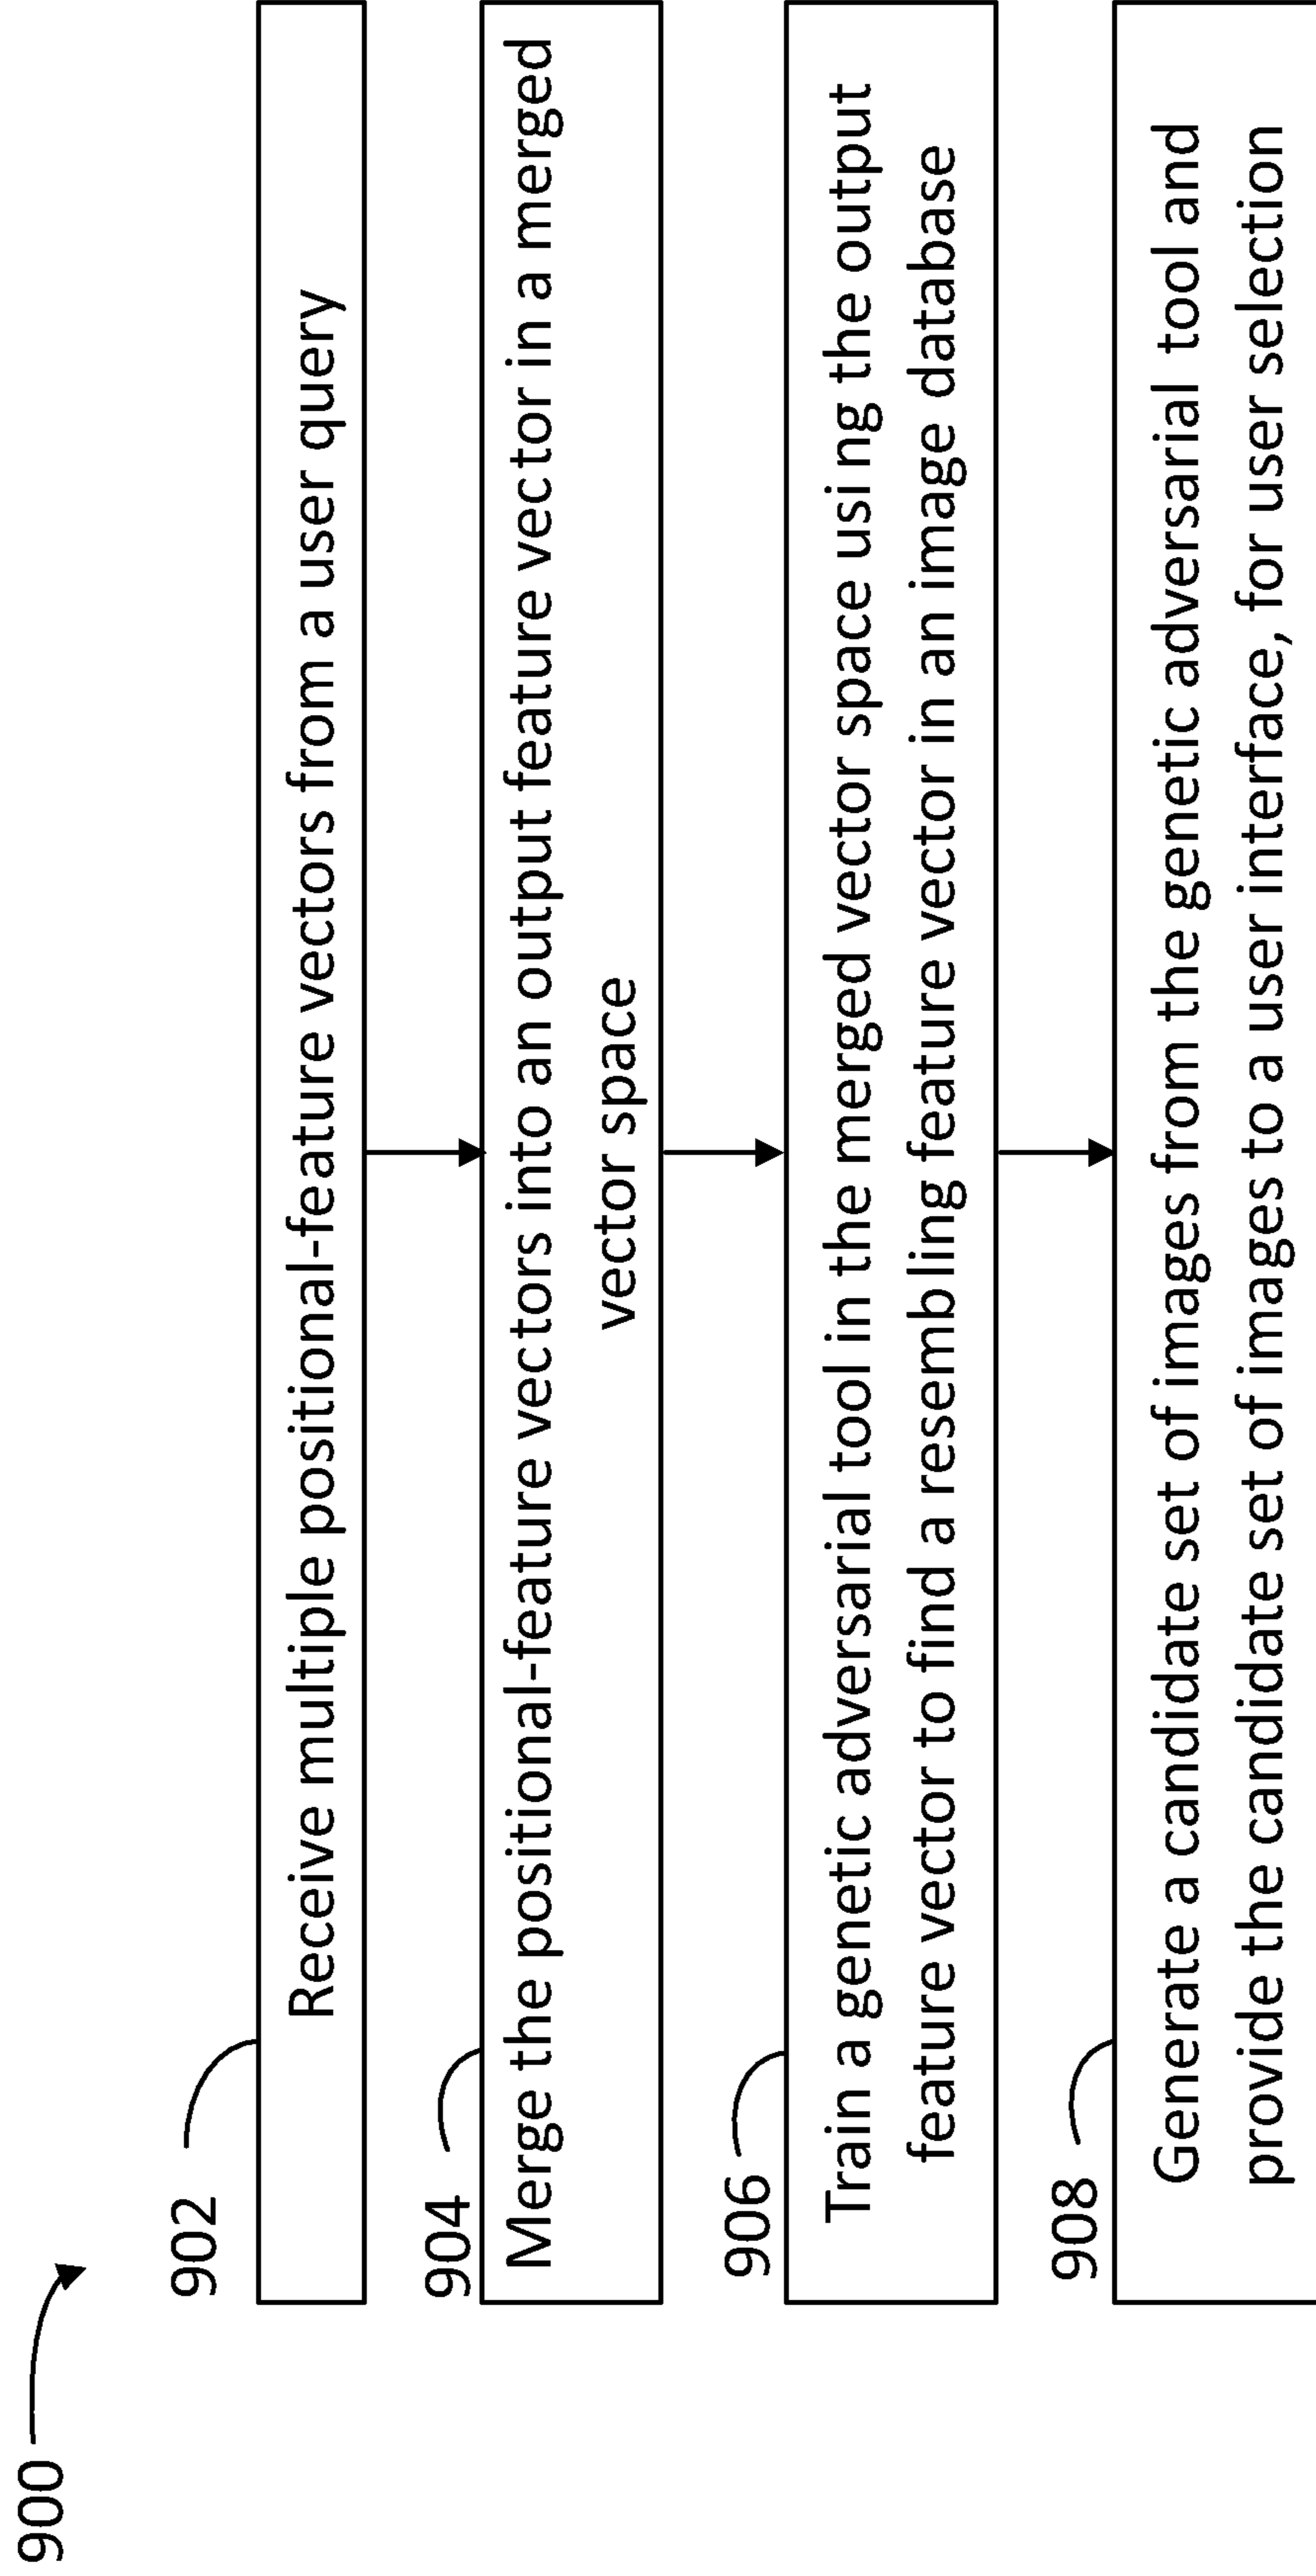 900
902
Receive multiple positional-feature vectors from a user query
904
Merge the positional-feature vectors into an output feature vector in a merged
vector space
906
Train a genetic adversarial tool in the merged vector space using the output
feature vector to find a resembling feature vector in an image database
908
Generate a candidate set of images from the genetic adversarial tool and
provide the candidate set of images to a user interface, for user selection